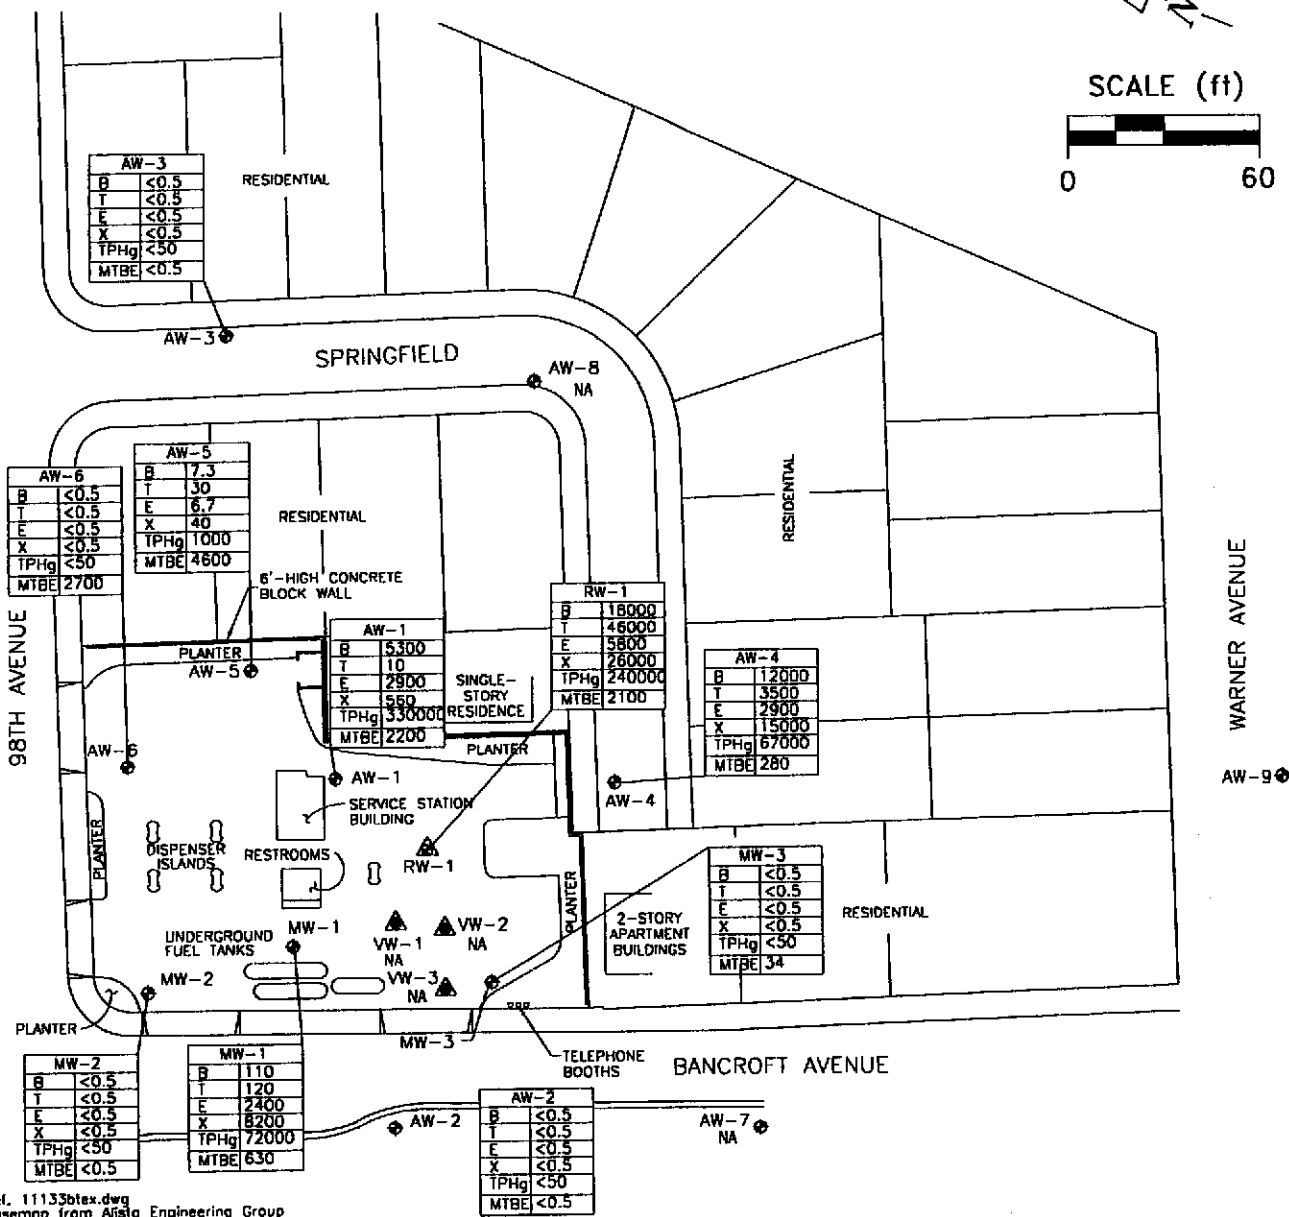 N
SCALE (ft)
0 60
AW-3
B <0.5
T <0.5
E <0.5
X <0.5
TPHg <50
MTBE <0.5
RESIDENTIAL
AW-3
SPRINGFIELD
AW-8
NA
AW-6
B <0.5
T <0.5
E <0.5
X <0.5
TPHg <50
MTBE 2700
AW-5
B 7.3
T 30
E 6.7
X 40
TPHg 1000
MTBE 4600
RESIDENTIAL
6'-HIGH CONCRETE
BLOCK WALL
RESIDENTIAL
98TH AVENUE
WARNER AVENUE
PLANTER
AW-5
AW-1
B 5300
T 10
E 2900
X 560
TPHg 330000
MTBE 2200
SINGLE-
STORY
RESIDENCE
RW-1
B 18000
T 46000
E 5800
X 26000
TPHg 240000
MTBE 2100
AW-4
B 12000
T 3500
E 2900
X 15000
TPHg 67000
MTBE 280
PLANTER
AW-6
AW-1
AW-4
AW-9
SERVICE STATION
BUILDING
PLANTER
DISPENSER
ISLANDS
RESTROOMS
RW-1
MW-3
B <0.5
T <0.5
E <0.5
X <0.5
TPHg <50
MTBE 34
RESIDENTIAL
PLANTER
2-STORY
APARTMENT
BUILDINGS
UNDERGROUND
FUEL TANKS
MW-1
VW-1
NA
VW-2
NA
VW-3
NA
MW-2
PLANTER
MW-3
TELEPHONE
BOOTHS
BANCROFT AVENUE
MW-2
B <0.5
T <0.5
E <0.5
X <0.5
TPHg <50
MTBE <0.5
MW-1
B 110
T 120
E 2400
X 8200
TPHg 72000
MTBE 630
AW-2
AW-2
B <0.5
T <0.5
E <0.5
X <0.5
TPHg <50
MTBE <0.5
AW-7
NA
11133btex.dwg
from Alisto Engineering Group